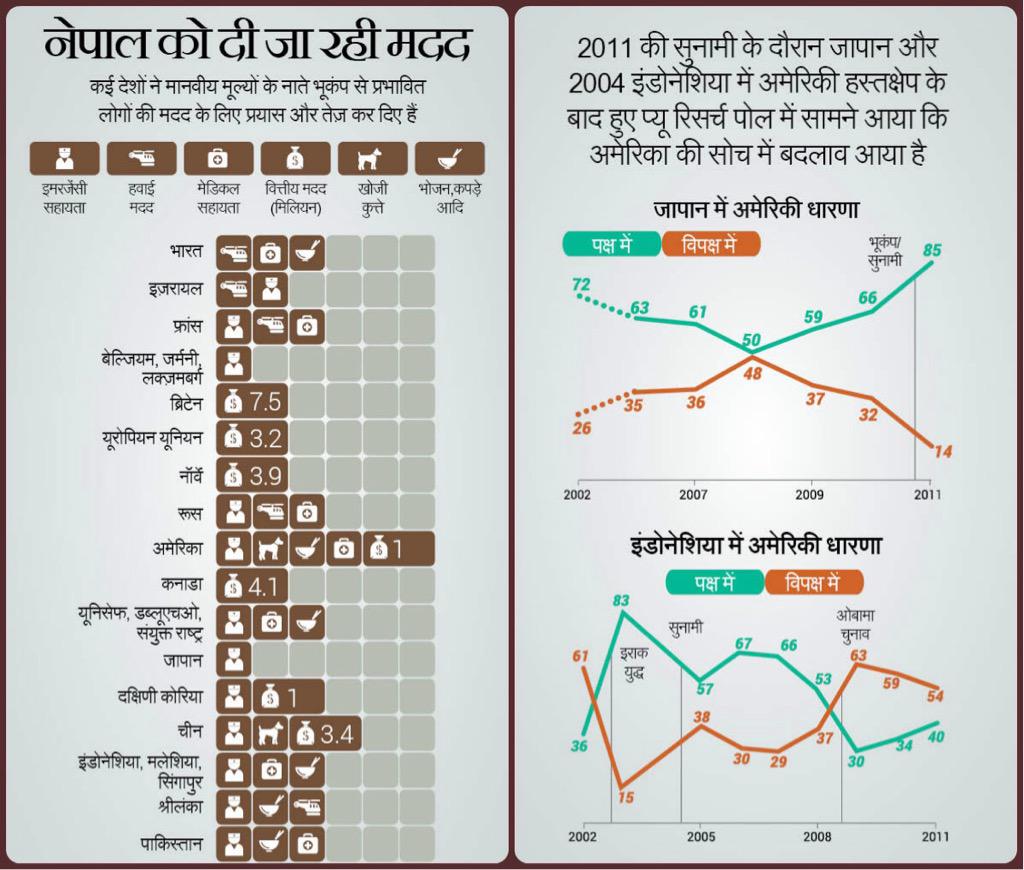 नेपाल को दी जा रही मदद
कई देशों ने मानवीय मूल्यों के नाते भूकंप से प्रभावित
लोगों की मदद के लिए प्रयास और तेज़ कर दिए हैं
इमरजेंसी
सहायता
हवाई
मदद
मेडिकल
सहायता
वित्तीय मदद
(मिलियन)
खोजी
कुत्ते
भोजन,कपड़े
आदि
भारत
इज़रायल
फ्रांस
बेल्जियम, जर्मनी,
लक्ज़मबर्ग
ब्रिटेन
7.5
यूरोपियन यूनियन
3.2
नॉर्वे
3.9
रूस
अमेरिका
1
कनाडा
4.1
यूनिसेफ, डब्लूएचओ,
संयुक्त राष्ट्र
जापान
दक्षिणी कोरिया
1
चीन
3.4
इंडोनेशिया, मलेशिया,
सिंगापुर
श्रीलंका
पाकिस्तान
2011 की सुनामी के दौरान जापान और
2004 इंडोनेशिया में अमेरिकी हस्तक्षेप के
बाद हुए प्यू रिसर्च पोल में सामने आया कि
अमेरिका की सोच में बदलाव आया है
जापान में अमेरिकी धारणा
पक्ष में
विपक्ष में
भूकंप/
सुनामी
72
63
61
50
59
66
85
26
35
36
48
37
32
14
2002
2007
2009
2011
इंडोनेशिया में अमेरिकी धारणा
पक्ष में
विपक्ष में
इराक
युद्ध
सुनामी
ओबामा
चुनाव
36
83
57
67
66
53
30
34
40
61
15
38
30
29
37
63
59
54
2002
2005
2008
2011